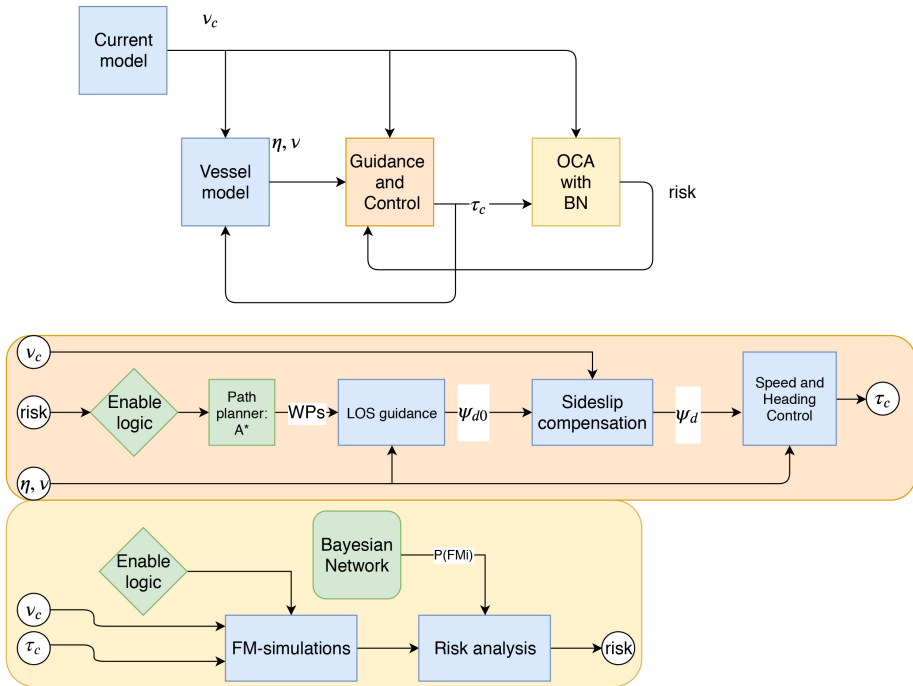 ν_c
Current
model
η, ν
Vessel
model
Guidance
and
Control
τ_c
OCA
with
BN
risk
ν_c
risk
Enable
logic
Path
planner:
A*
WPs
LOS guidance
ψ_{d0}
Sideslip
compensation
ψ_d
Speed and
Heading
Control
τ_c
η, ν
Enable
logic
Bayesian
Network
P(FMi)
ν_c
τ_c
FM-simulations
Risk analysis
risk